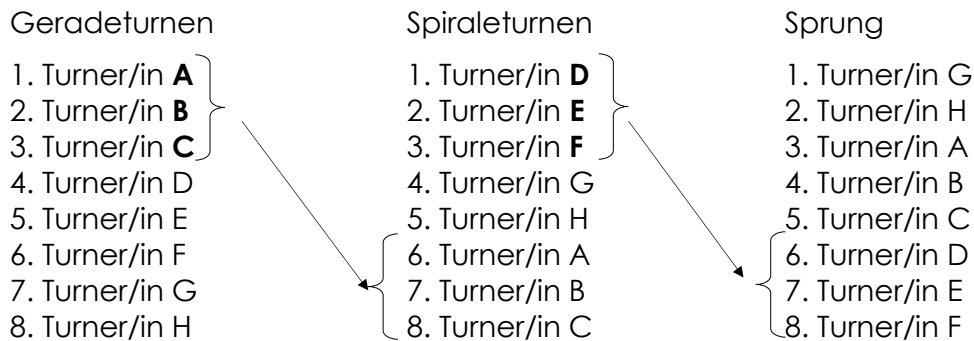 Geradeturnen
1. Turner/in A
2. Turner/in B
3. Turner/in C
4. Turner/in D
5. Turner/in E
6. Turner/in F
7. Turner/in G
8. Turner/in H
Spiraleturnen
1. Turner/in D
2. Turner/in E
3. Turner/in F
4. Turner/in G
5. Turner/in H
6. Turner/in A
7. Turner/in B
8. Turner/in C
Sprung
1. Turner/in G
2. Turner/in H
3. Turner/in A
4. Turner/in B
5. Turner/in C
6. Turner/in D
7. Turner/in E
8. Turner/in F